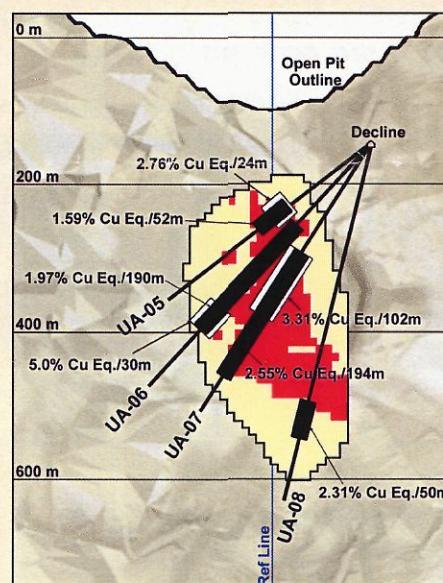 0 m
Open Pit
Outline
Decline
2.76% Cu Eq./24m
200 m
1.59% Cu Eq./52m
1.97% Cu Eq./190m
UA-05
3.31% Cu Eq./102m
400 m
5.0% Cu Eq./30m
2.55% Cu Eq./194m
UA-06
UA-07
600 m
2.31% Cu Eq./50m
UA-08
Ref Line